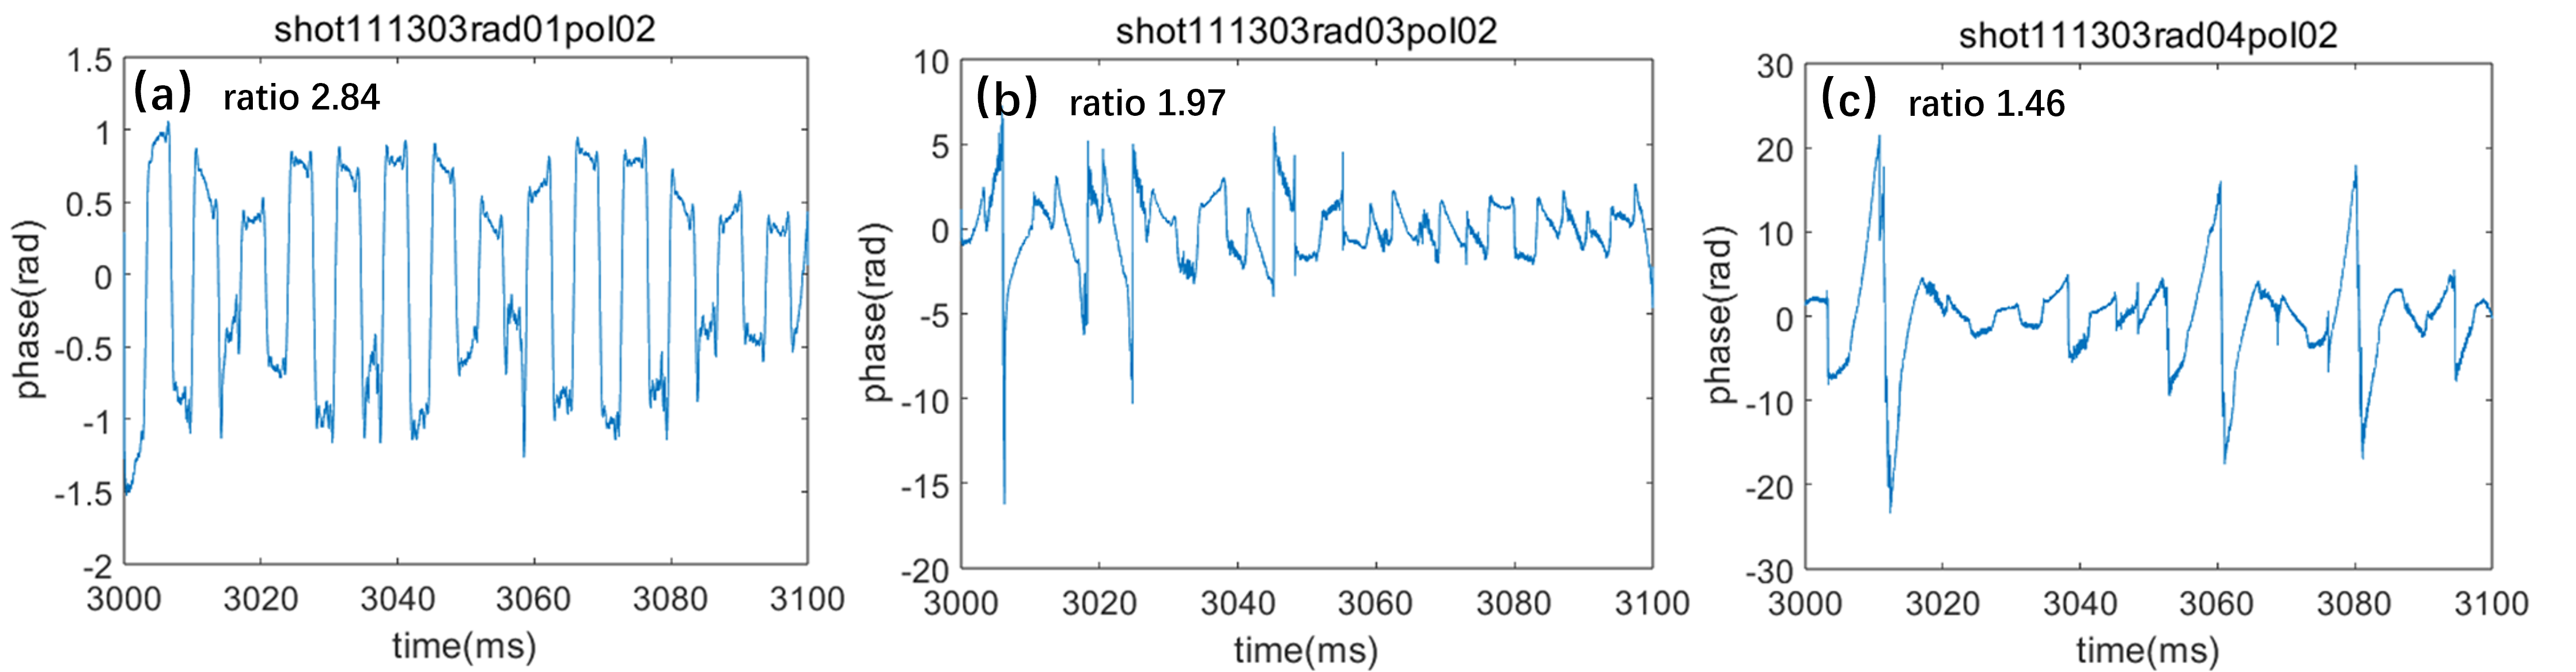 shot111303rad01pol02
(a) ratio 2.84
1.5
1
0.5
0
-0.5
-1
-1.5
-2
phase(rad)
3000 3020 3040 3060 3080 3100
time(ms)
shot111303rad03pol02
(b) ratio 1.97
10
5
0
-5
-10
-15
-20
phase(rad)
3000 3020 3040 3060 3080 3100
time(ms)
shot111303rad04pol02
(c) ratio 1.46
30
20
10
0
-10
-20
-30
phase(rad)
3000 3020 3040 3060 3080 3100
time(ms)